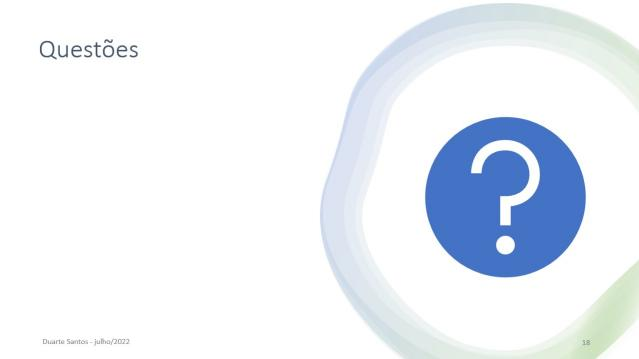 Questões
?
Duarte Santos - julho/2022
18